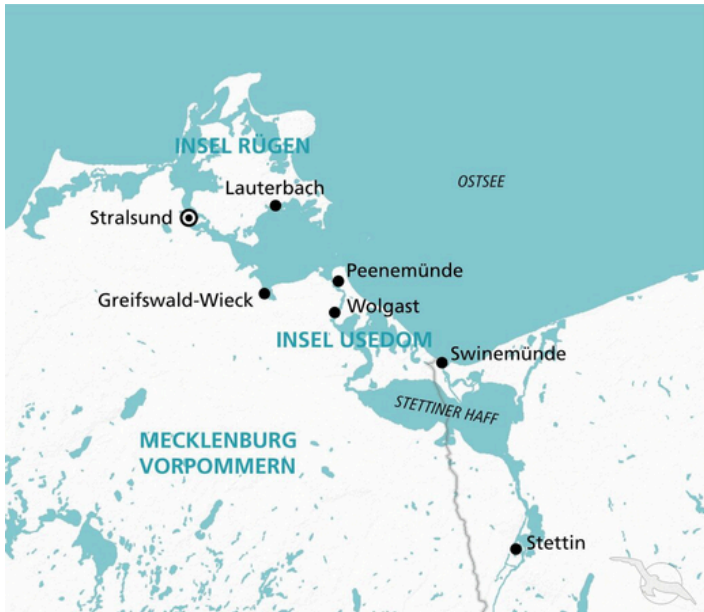 INSEL RÜGEN
OSTSEE
Lauterbach
Stralsund
Peenemünde
Greifswald-Wieck
Wolgast
INSEL USEDOM
Swinemünde
STETTINER HAFF
MECKLENBURG
VORPOMMERN
Stettin